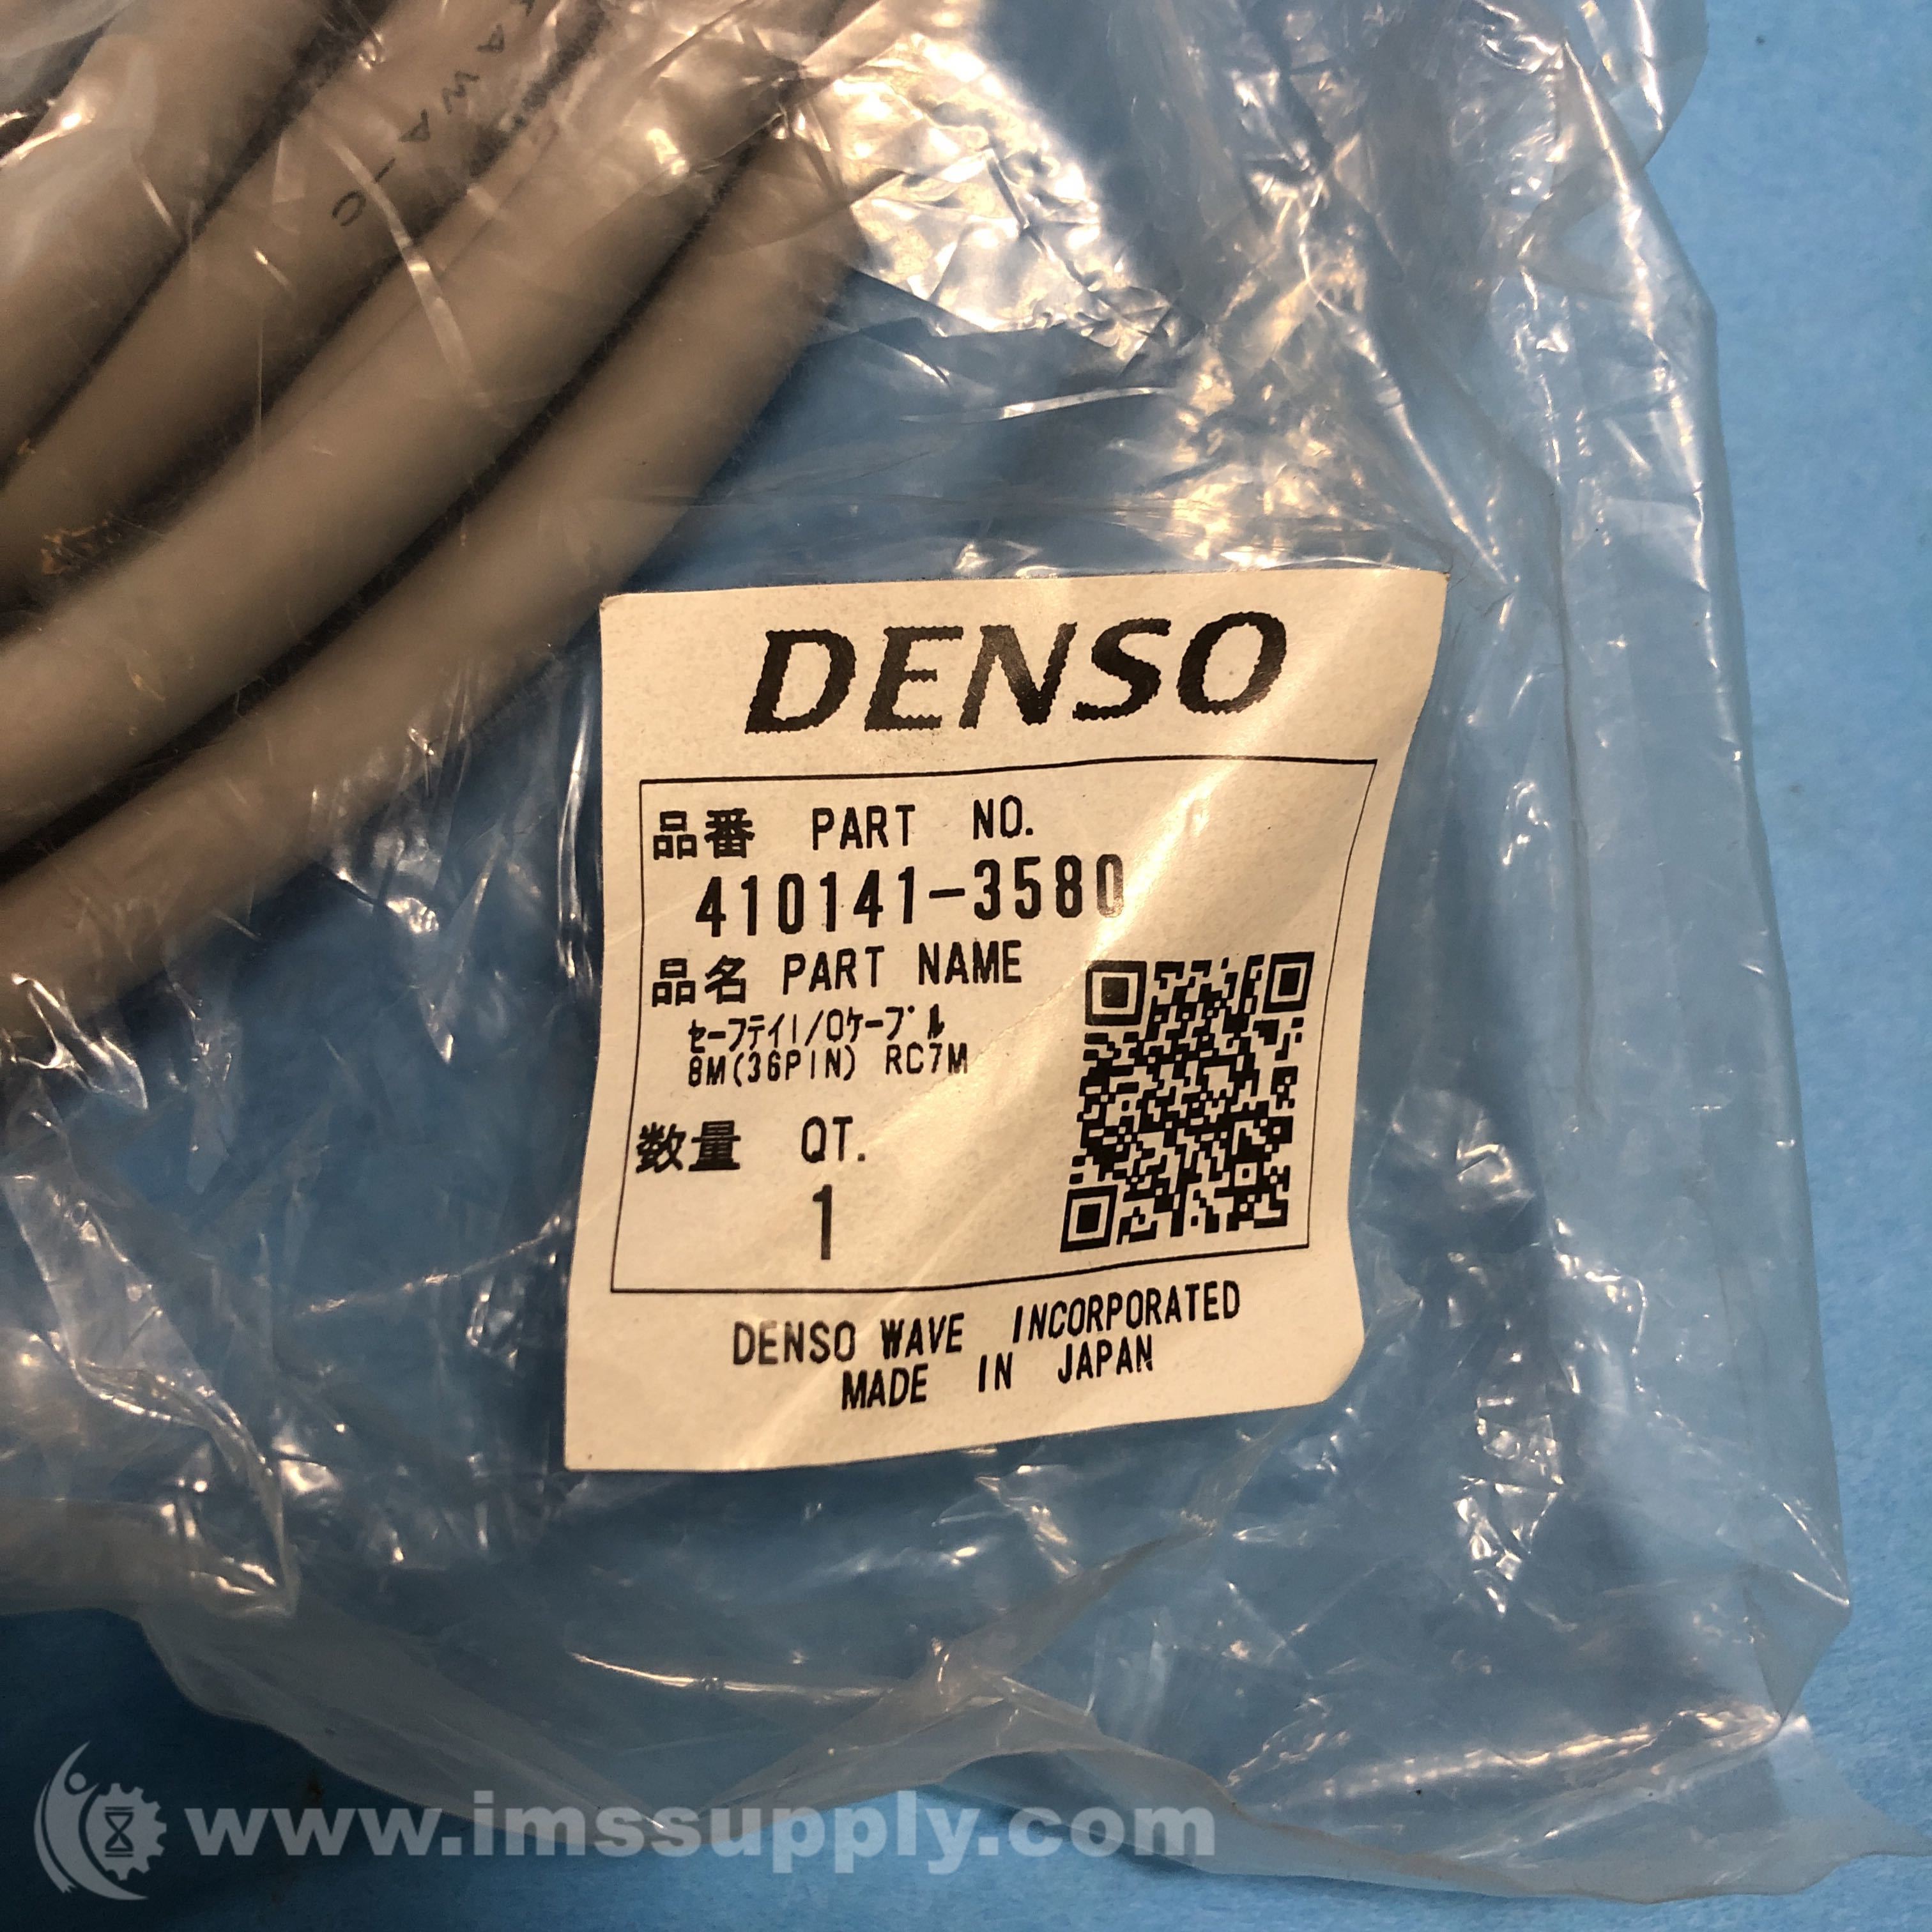 DENSO
品番 PART NO.
410141-3580
品名 PART NAME
セーフテイI/Oケーブル
8M(36PIN) RC7M
数量 QT.
1
DENSO WAVE INCORPORATED
MADE IN JAPAN
www.imssupply.com